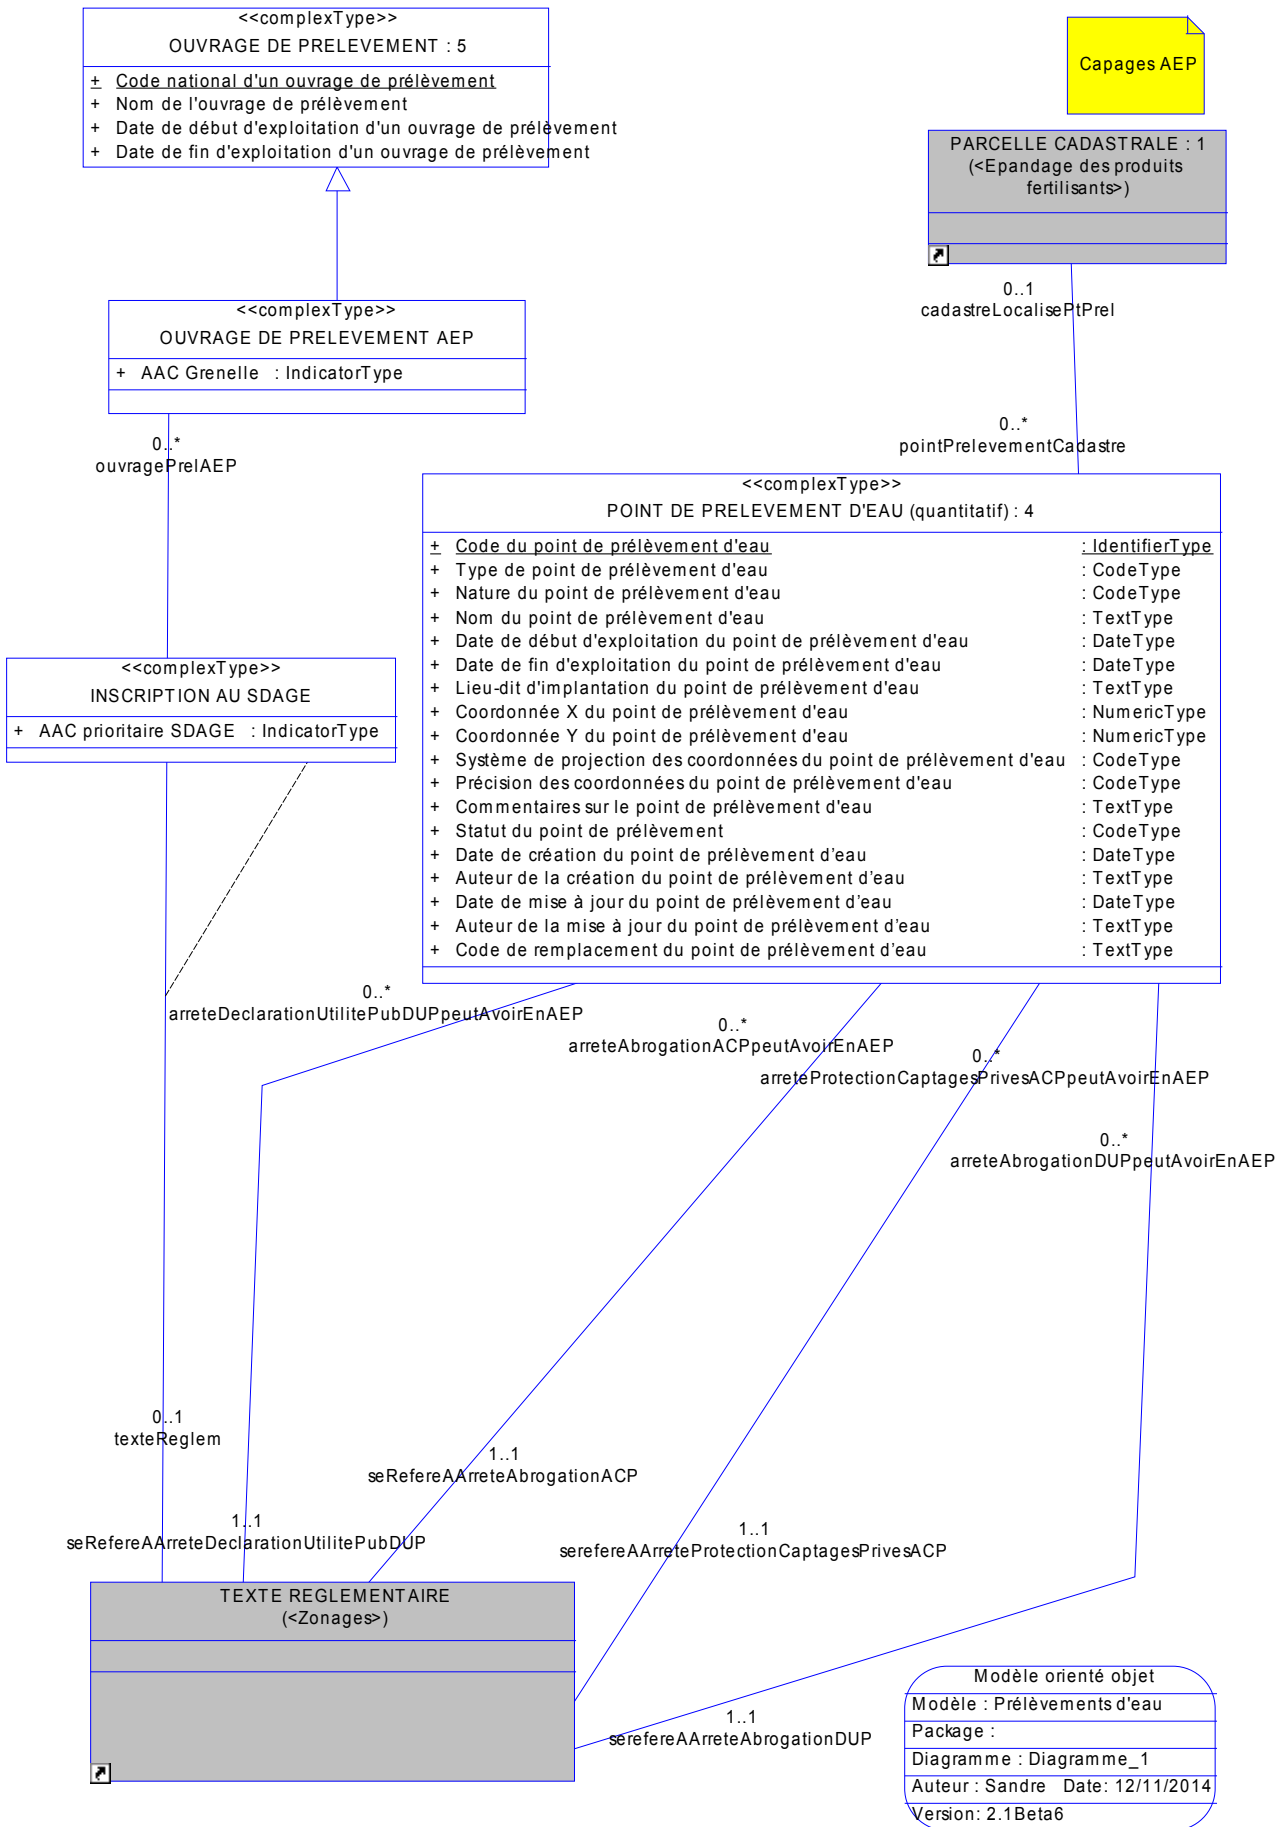 <<complexType>>
OUVRAGE DE PRELEVEMENT : 5
+ Code national d'un ouvrage de prélèvement
+ Nom de l'ouvrage de prélèvement
+ Date de début d'exploitation d'un ouvrage de prélèvement
+ Date de fin d'exploitation d'un ouvrage de prélèvement
Capages AEP
PARCELLE CADASTRALE : 1
(<Epandage des produits
fertilisants>)
0..1
cadastreLocalisePtPrel
<<complexType>>
OUVRAGE DE PRELEVEMENT AEP
+ AAC Grenelle : IndicatorType
0..*
ouvragePrelAEP
0..*
pointPrelevementCadastre
<<complexType>>
POINT DE PRELEVEMENT D'EAU (quantitatif) : 4
+ Code du point de prélèvement d'eau : IdentifierType
+ Type de point de prélèvement d'eau : CodeType
+ Nature du point de prélèvement d'eau : CodeType
+ Nom du point de prélèvement d'eau : TextType
+ Date de début d'exploitation du point de prélèvement d'eau : DateType
+ Date de fin d'exploitation du point de prélèvement d'eau : DateType
+ Lieu-dit d'implantation du point de prélèvement d'eau : TextType
+ Coordonnée X du point de prélèvement d'eau : NumericType
+ Coordonnée Y du point de prélèvement d'eau : NumericType
+ Système de projection des coordonnées du point de prélèvement d'eau : CodeType
+ Précision des coordonnées du point de prélèvement d'eau : CodeType
+ Commentaires sur le point de prélèvement d'eau : TextType
+ Statut du point de prélèvement : CodeType
+ Date de création du point de prélèvement d’eau : DateType
+ Auteur de la création du point de prélèvement d’eau : TextType
+ Date de mise à jour du point de prélèvement d’eau : DateType
+ Auteur de la mise à jour du point de prélèvement d’eau : TextType
+ Code de remplacement du point de prélèvement d'eau : TextType
<<complexType>>
INSCRIPTION AU SDAGE
+ AAC prioritaire SDAGE : IndicatorType
0..*
arreteDeclarationUtilitePubDUPpeutAvoirEnAEP
0..*
arreteAbrogationACPpeutAvoirEnAEP
0..*
arreteProtectionCaptagesPrivesACPpeutAvoirEnAEP
0..*
arreteAbrogationDUPpeutAvoirEnAEP
0..1
texteReglem
1..1
seRefereAArreteAbrogationACP
1..1
seRefereAArreteDeclarationUtilitePubDUP
1..1
serefereAArreteProtectionCaptagesPrivesACP
TEXTE REGLEMENTAIRE
(<Zonages>)
1..1
serefereAArreteAbrogationDUP
Modèle orienté objet
Modèle : Prélèvements d'eau
Package :
Diagramme : Diagramme_1
Auteur : Sandre Date: 12/11/2014
Version: 2.1Beta6